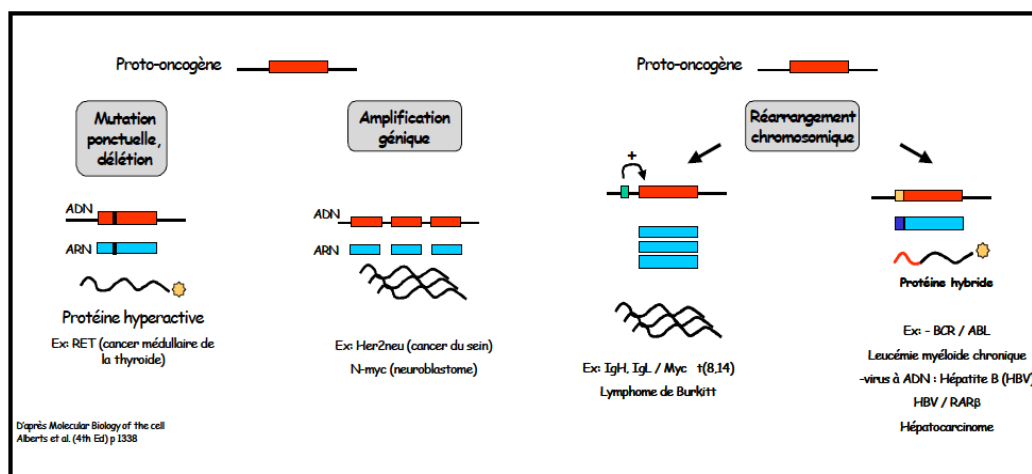 Proto-oncogène
Mutation
ponctuelle,
délétion
ADN
ARN
Protéine hyperactive
Ex: RET (cancer médullaire de
la thyroide)
Amplification
génique
ADN
ARN
Ex: Her2neu (cancer du sein)
N-myc (neuroblastome)
Proto-oncogène
Réarrangement
chromosomique
+
Ex: IgH, IgL / Myc t(8,14)
Lymphome de Burkitt
Protéine hybride
Ex: - BCR / ABL
Leucémie myéloide chronique
-virus à ADN : Hépatite B (HBV)
HBV / RARβ
Hépatocarcinome
D'après Molecular Biology of the cell
Alberts et al. (4th Ed) p 1338